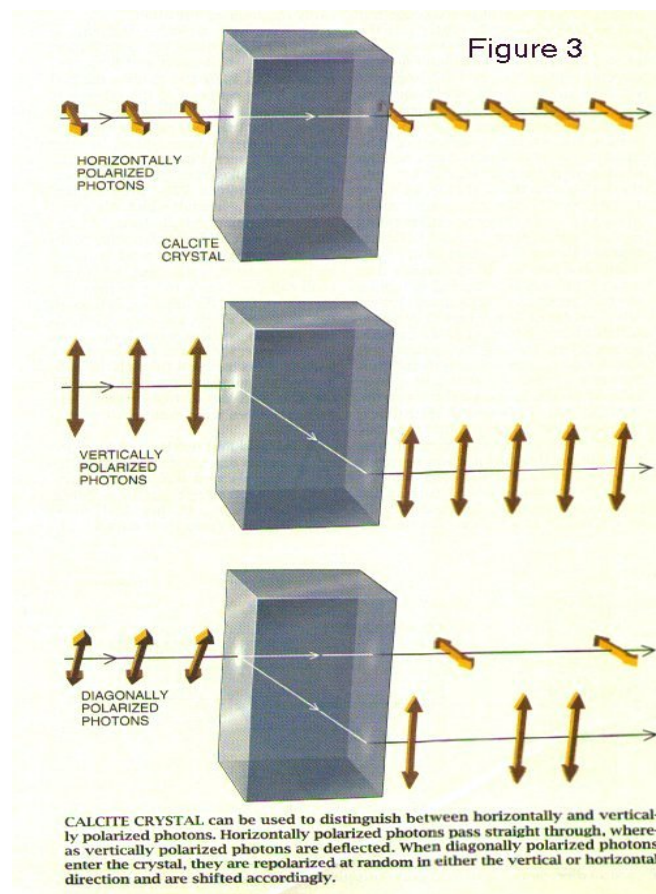 Figure 3
HORIZONTALLY
POLARIZED
PHOTONS
CALCITE
CRYSTAL
VERTICALLY
POLARIZED
PHOTONS
DIAGONALLY
POLARIZED
PHOTONS
CALCITE CRYSTAL can be used to distinguish between horizontally and vertical-
ly polarized photons. Horizontally polarized photons pass straight through, where-
as vertically polarized photons are deflected. When diagonally polarized photons
enter the crystal, they are repolarized at random in either the vertical or horizontal
direction and are shifted accordingly.